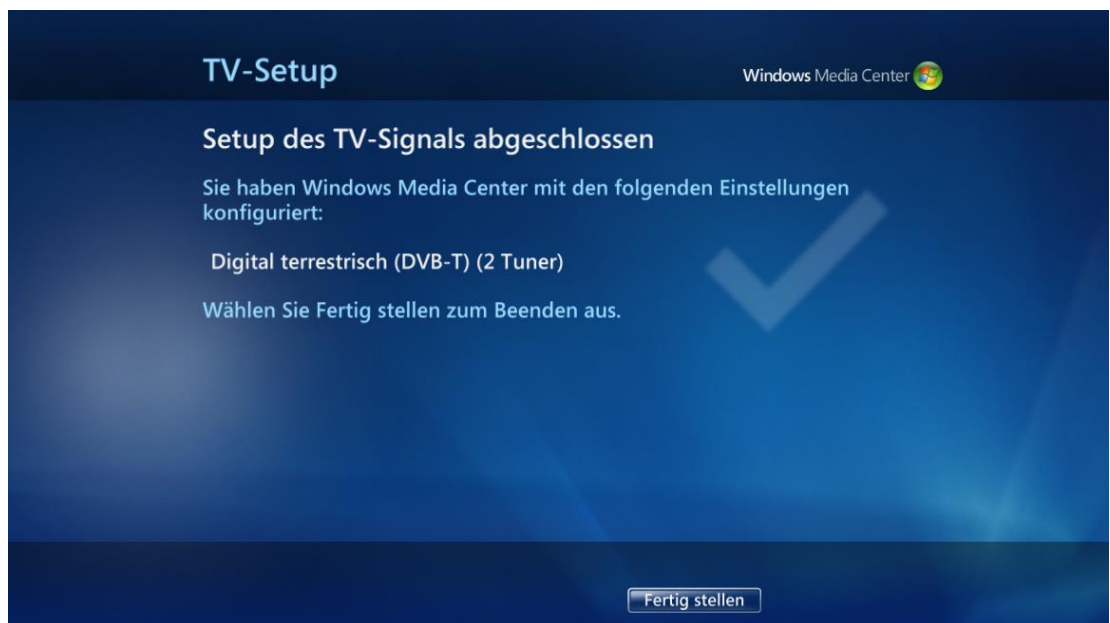 TV-Setup
Windows Media Center
Setup des TV-Signals abgeschlossen
Sie haben Windows Media Center mit den folgenden Einstellungen
konfiguriert:
Digital terrestrisch (DVB-T) (2 Tuner)
Wählen Sie Fertig stellen zum Beenden aus.
Fertig stellen